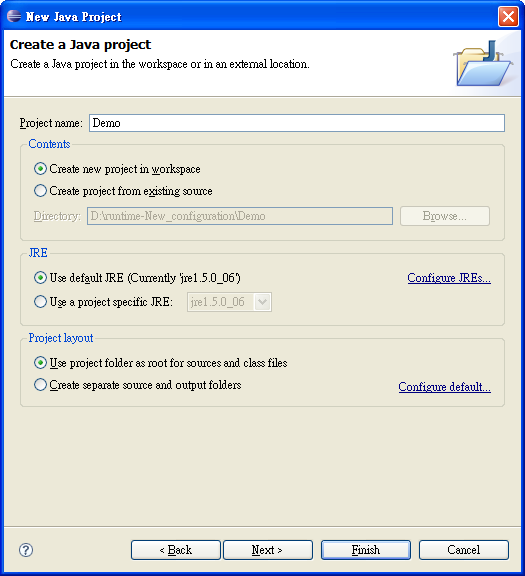 New Java Project
Create a Java project
Create a Java project in the workspace or in an external location.
Project name: Demo
Contents
Create new project in workspace
Create project from existing source
Directory: D:\runtime-New_configuration\Demo Browse...
JRE
Use default JRE (Currently 'jre1.5.0_06') Configure JREs...
Use a project specific JRE: jre1.5.0_06
Project layout
Use project folder as root for sources and class files
Create separate source and output folders Configure default...
? < Back Next > Finish Cancel